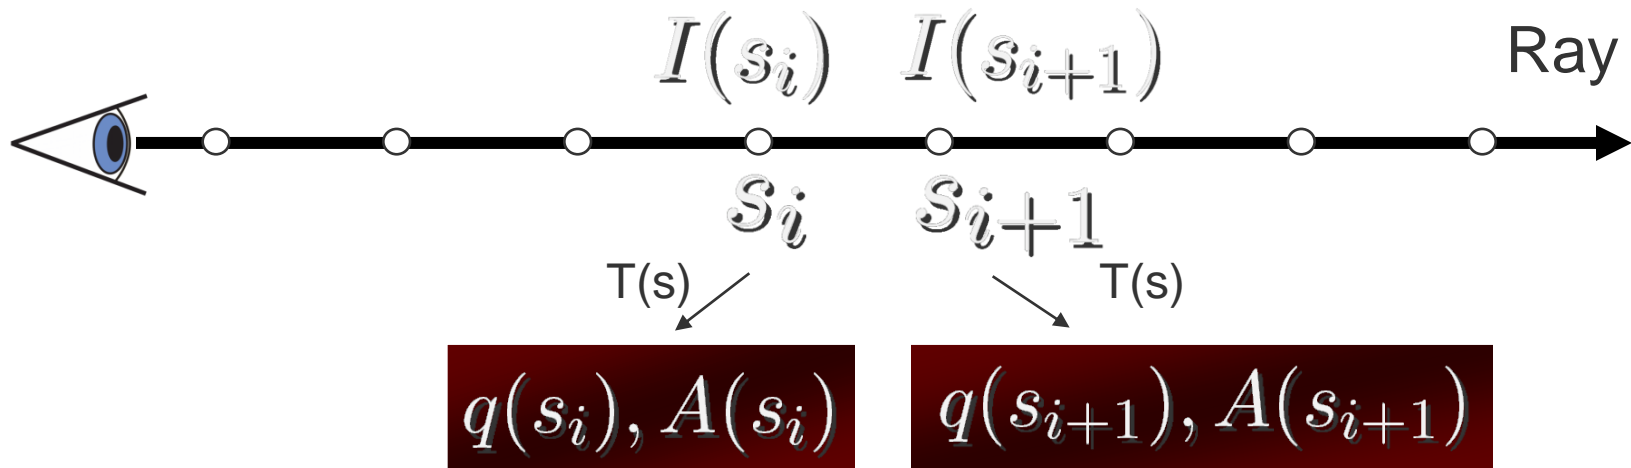 I(s_i) I(s_{i+1}) Ray
s_i s_{i+1}
T(s) T(s)
q(s_i), A(s_i) q(s_{i+1}), A(s_{i+1})